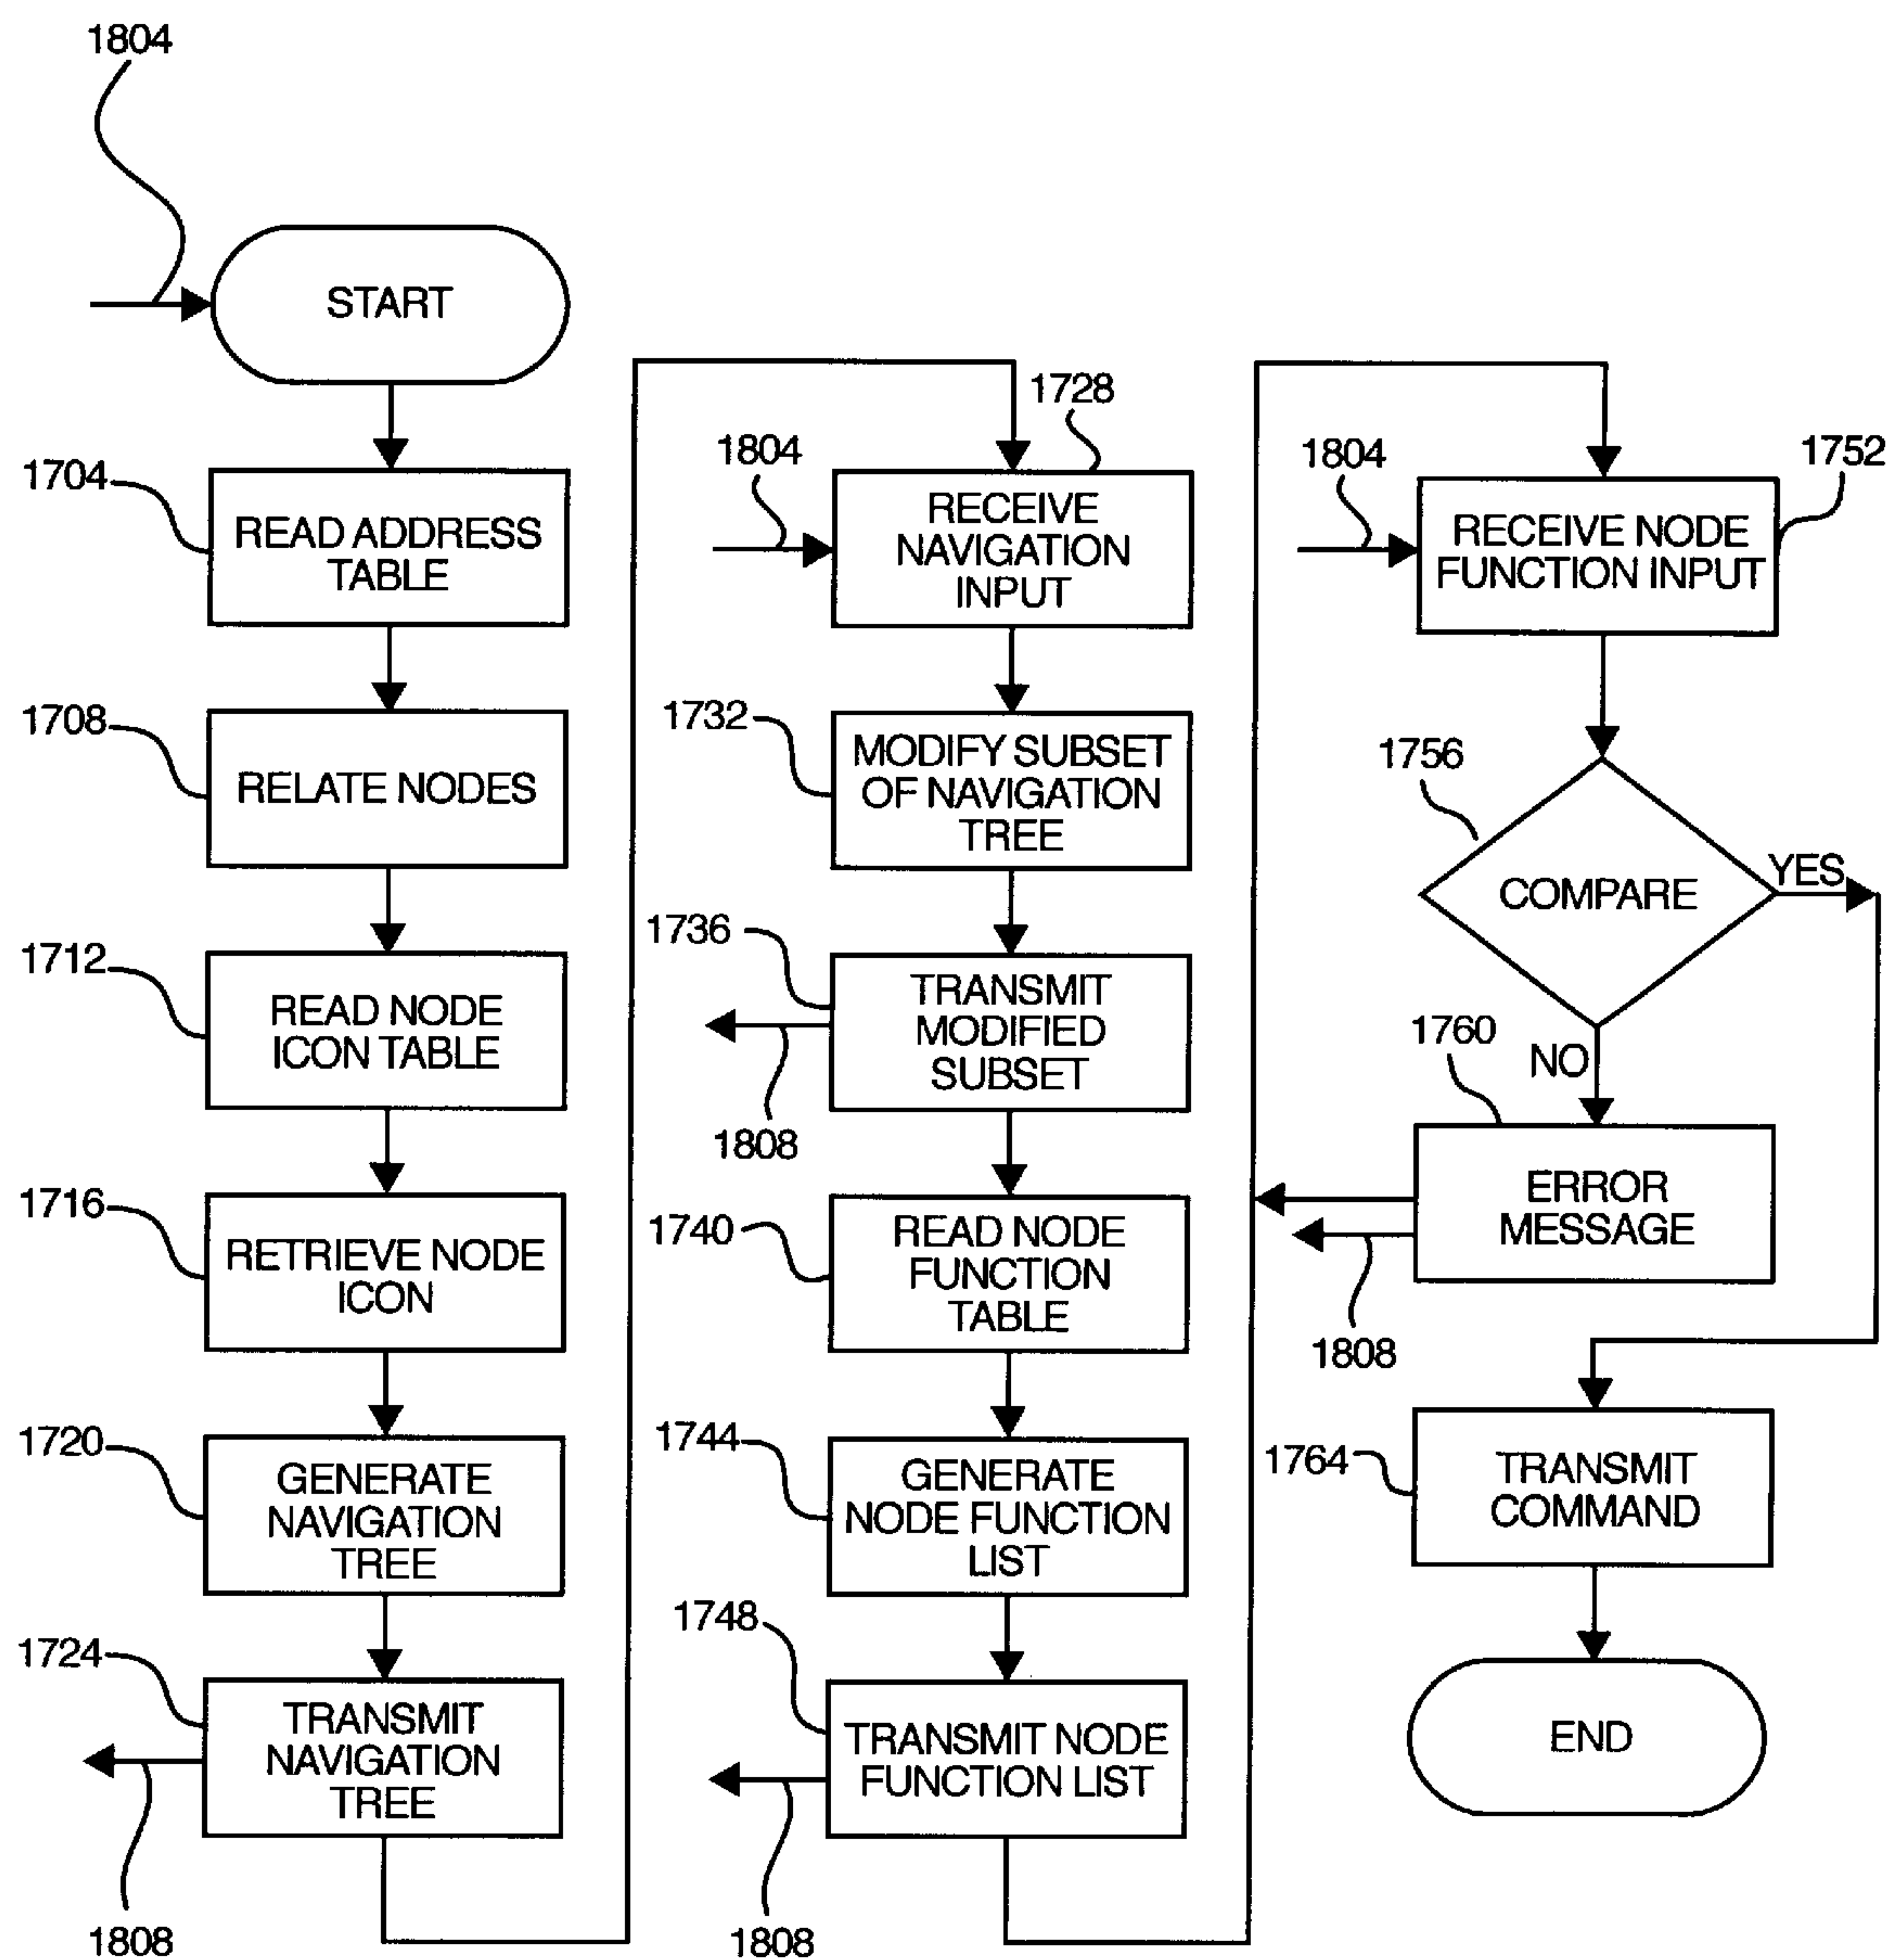 1804
START
1704
READ ADDRESS
TABLE
1708
RELATE NODES
1712
READ NODE
ICON TABLE
1716
RETRIEVE NODE
ICON
1720
GENERATE
NAVIGATION
TREE
1724
TRANSMIT
NAVIGATION
TREE
1808
1728
1804
RECEIVE
NAVIGATION
INPUT
1732
MODIFY SUBSET
OF NAVIGATION
TREE
1736
TRANSMIT
MODIFIED
SUBSET
1808
1740
READ NODE
FUNCTION
TABLE
1744
GENERATE
NODE FUNCTION
LIST
1748
TRANSMIT NODE
FUNCTION LIST
1808
1804
1752
RECEIVE NODE
FUNCTION INPUT
1756
COMPARE
YES
NO
1760
ERROR
MESSAGE
1808
1764
TRANSMIT
COMMAND
END